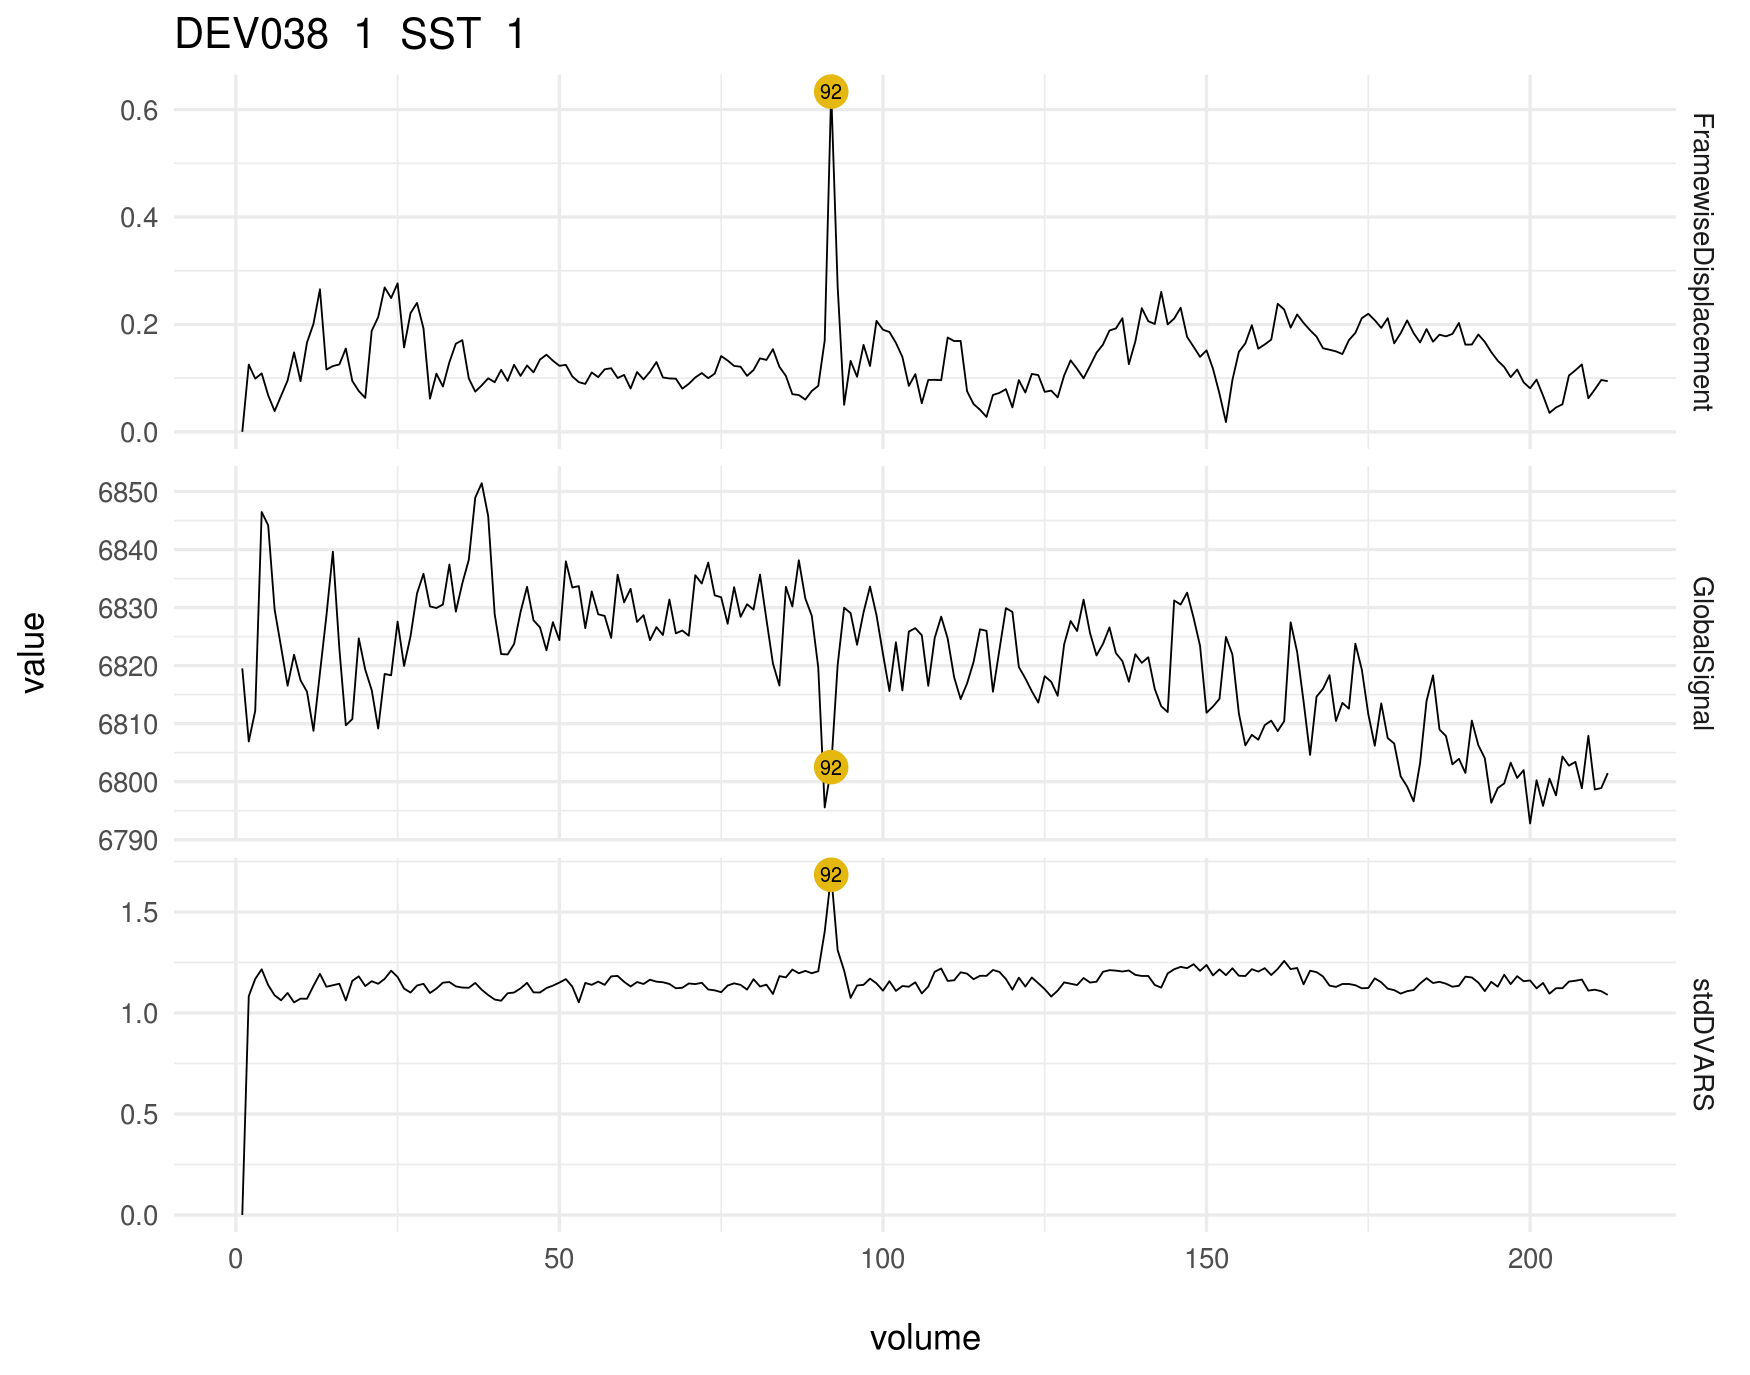 DEV038 1 SST 1
92
0.6
0.4
0.2
0.0
FramewiseDisplacement
6850
6840
6830
6820
6810
6800
6790
92
GlobalSignal
value
92
1.5
1.0
0.5
0.0
stdDVARS
0 50 100 150 200
volume